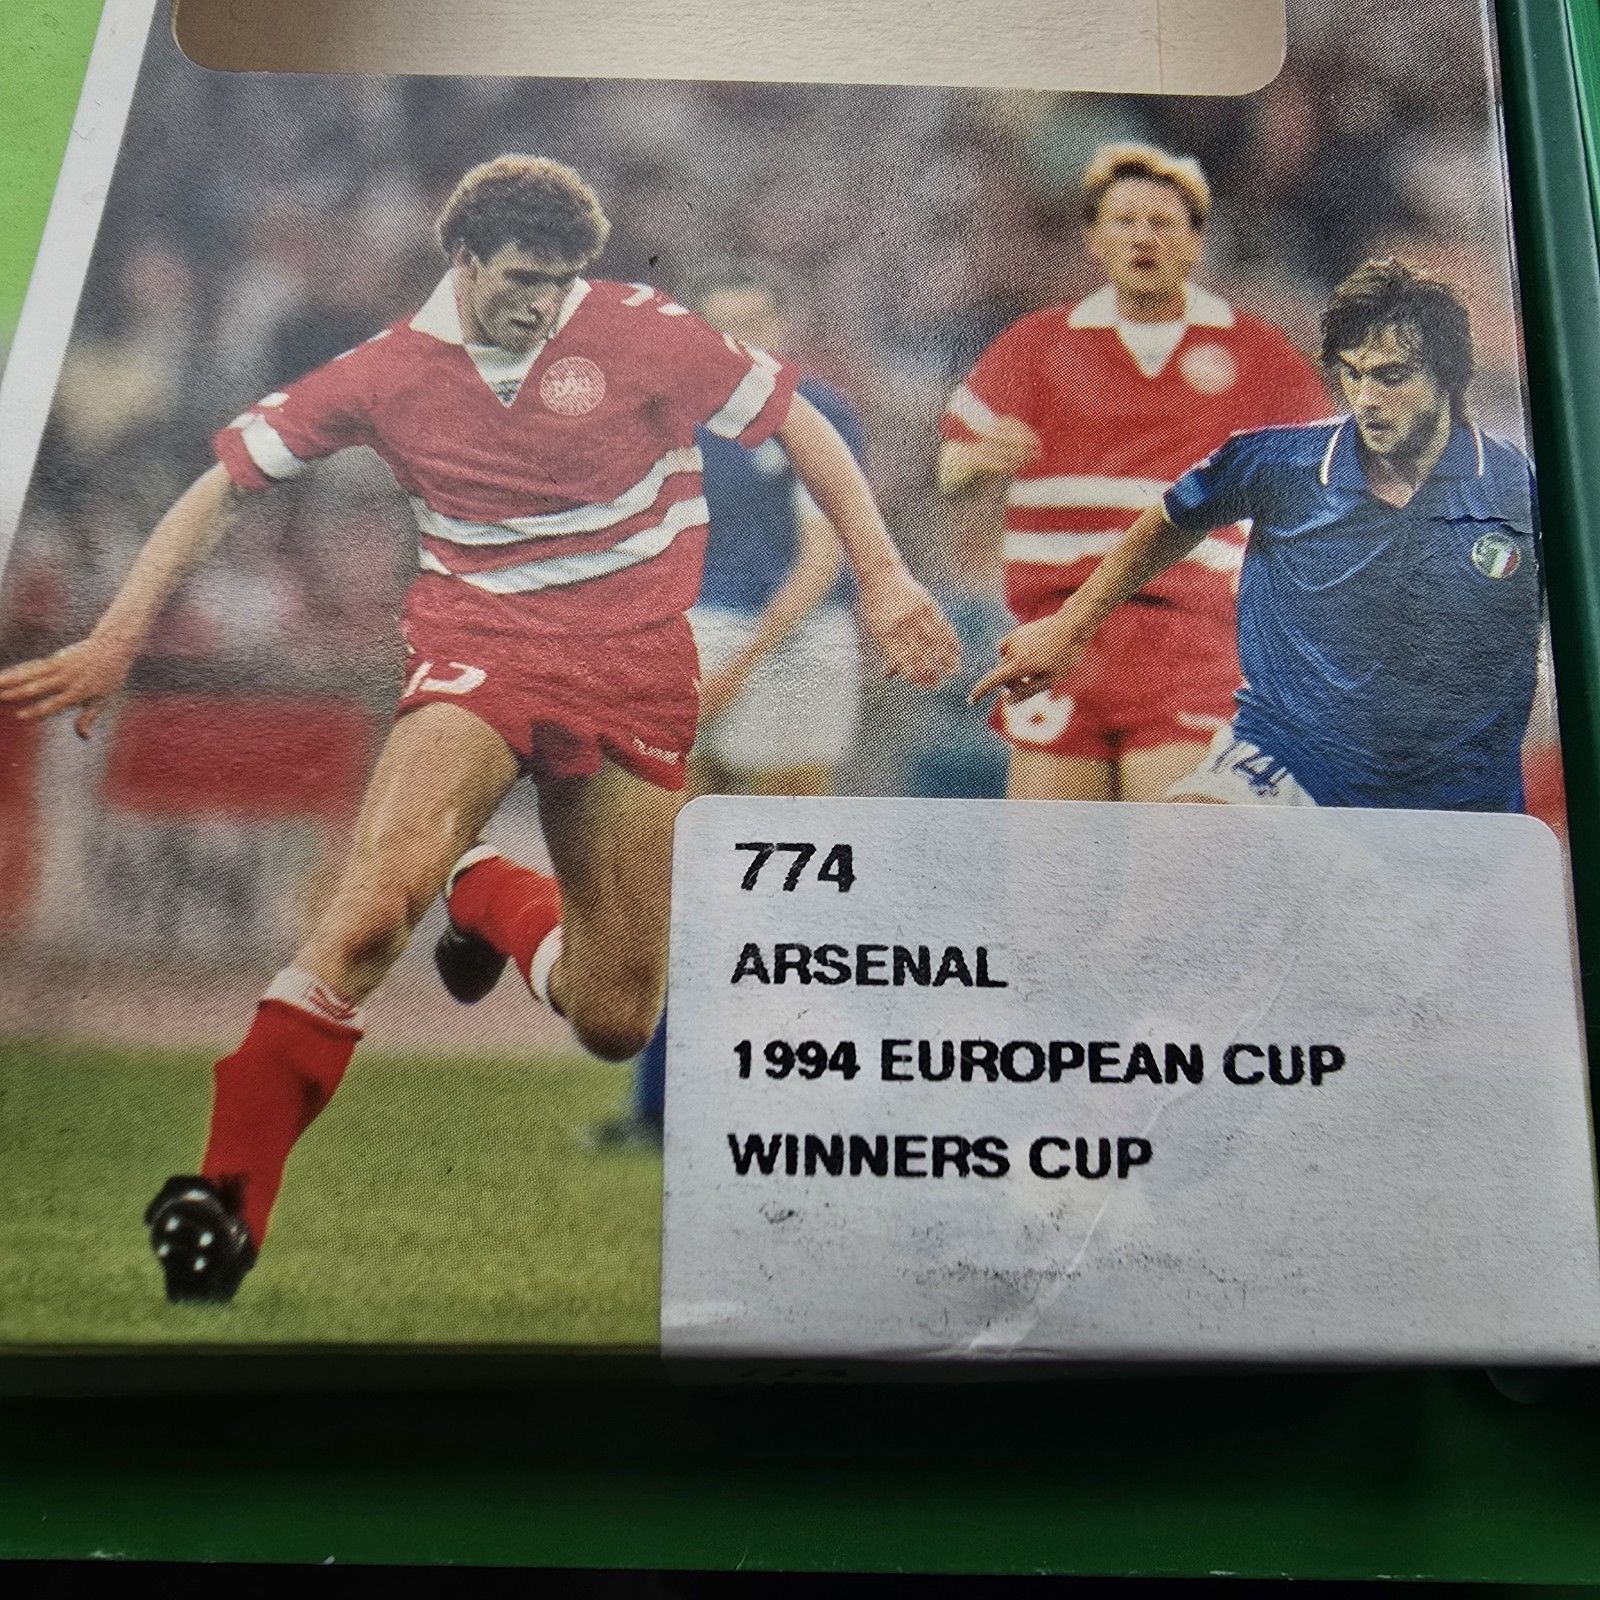 774
ARSENAL
1994 EUROPEAN CUP
WINNERS CUP